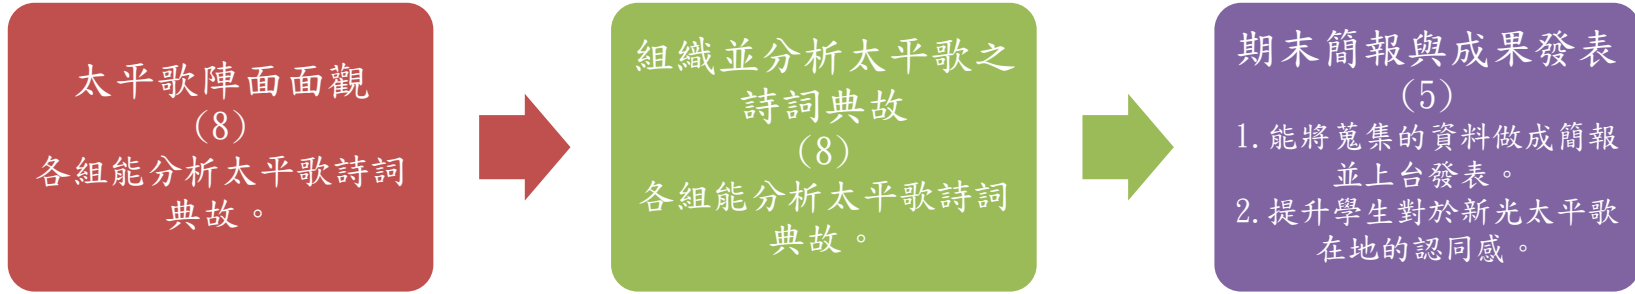 太平歌陣面面觀
(8)
各組能分析太平歌詩詞
典故。
組織並分析太平歌之
詩詞典故
(8)
各組能分析太平歌詩詞
典故。
期末簡報與成果發表
(5)
1.能將蒐集的資料做成簡報
並上台發表。
2.提升學生對於新光太平歌
在地的認同感。